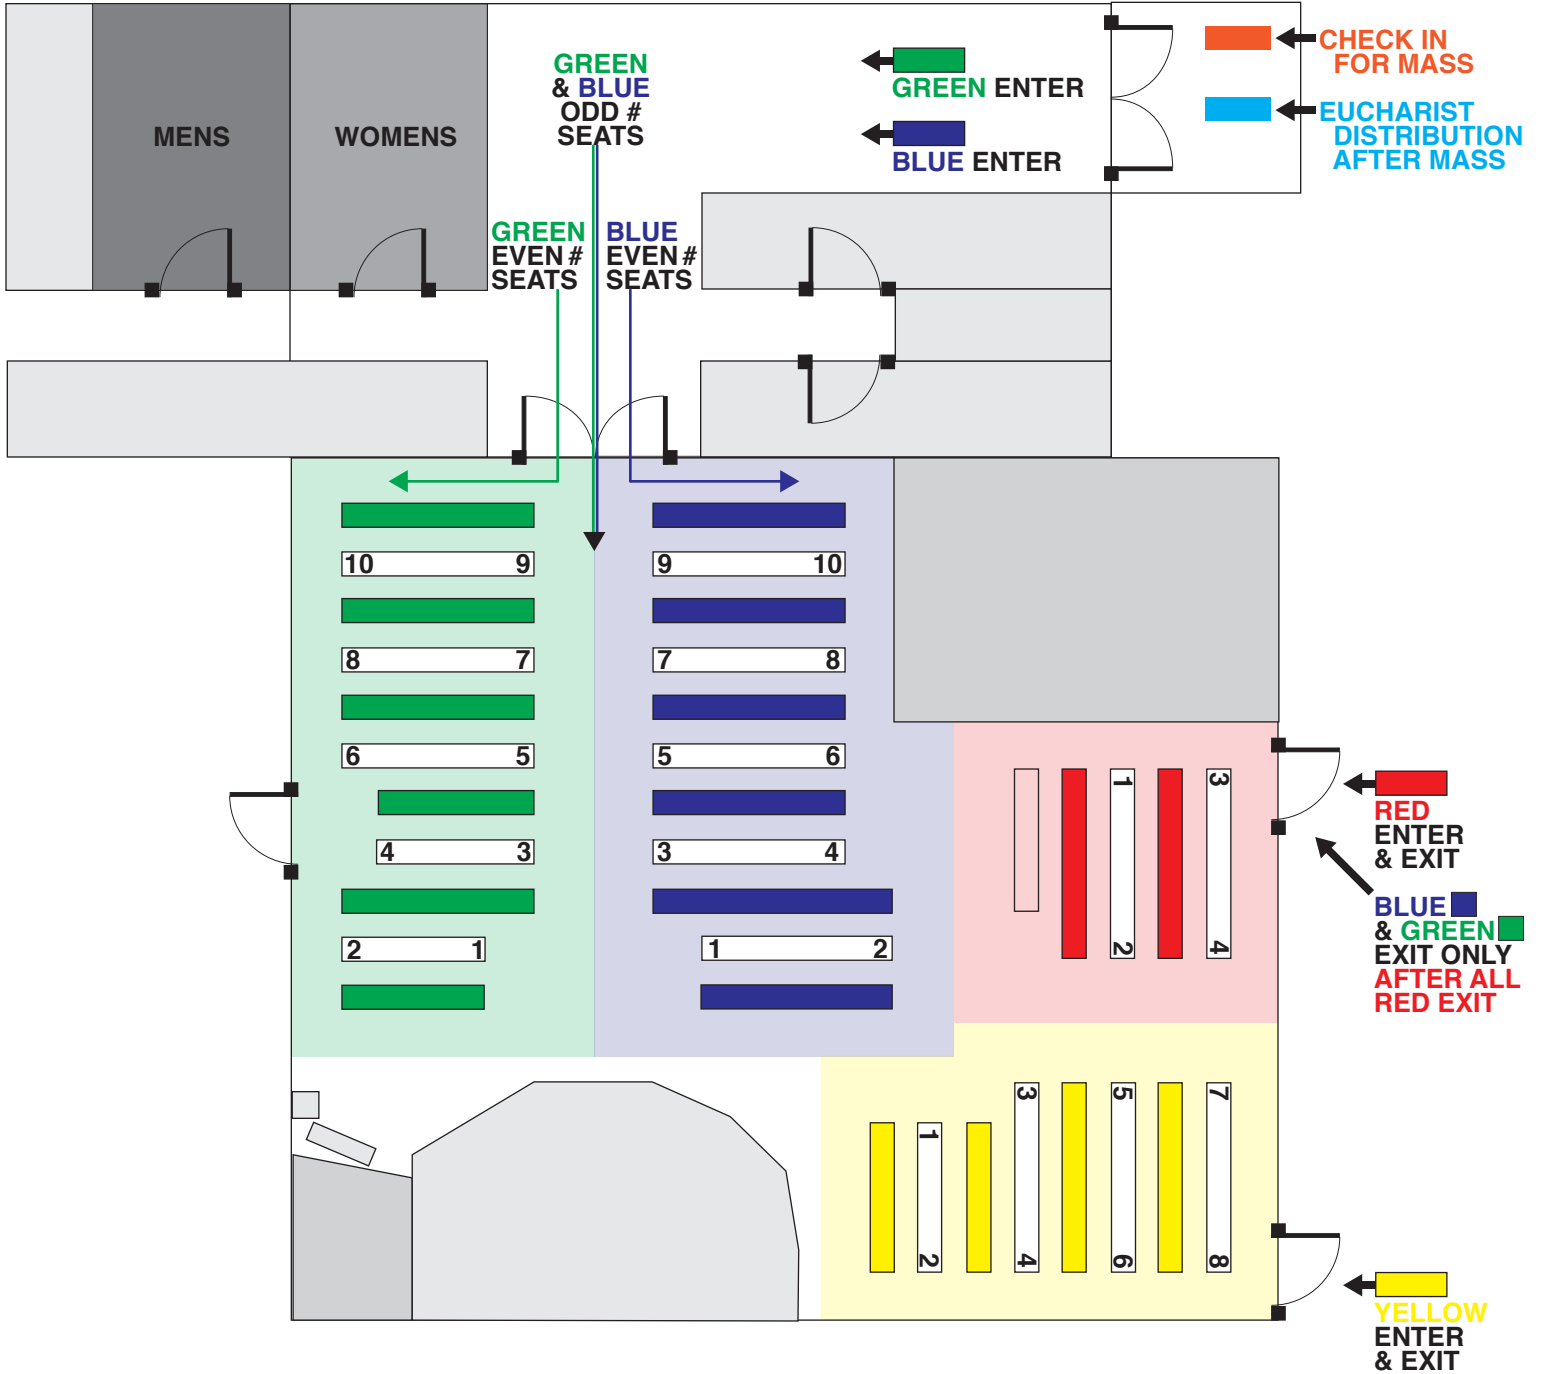 MENS
WOMENS
GREEN
& BLUE
ODD #
SEATS
GREEN ENTER
BLUE ENTER
CHECK IN
FOR MASS
EUCHARIST
DISTRIBUTION
AFTER MASS
GREEN
EVEN #
SEATS
BLUE
EVEN #
SEATS
10 9
9 10
8 7
7 8
6 5
5 6
4 3
3 4
2 1
1 2
1 2
3 4
RED
ENTER
& EXIT
BLUE
& GREEN
EXIT ONLY
AFTER ALL
RED EXIT
1 2
3 4
5 6
7 8
YELLOW
ENTER
& EXIT